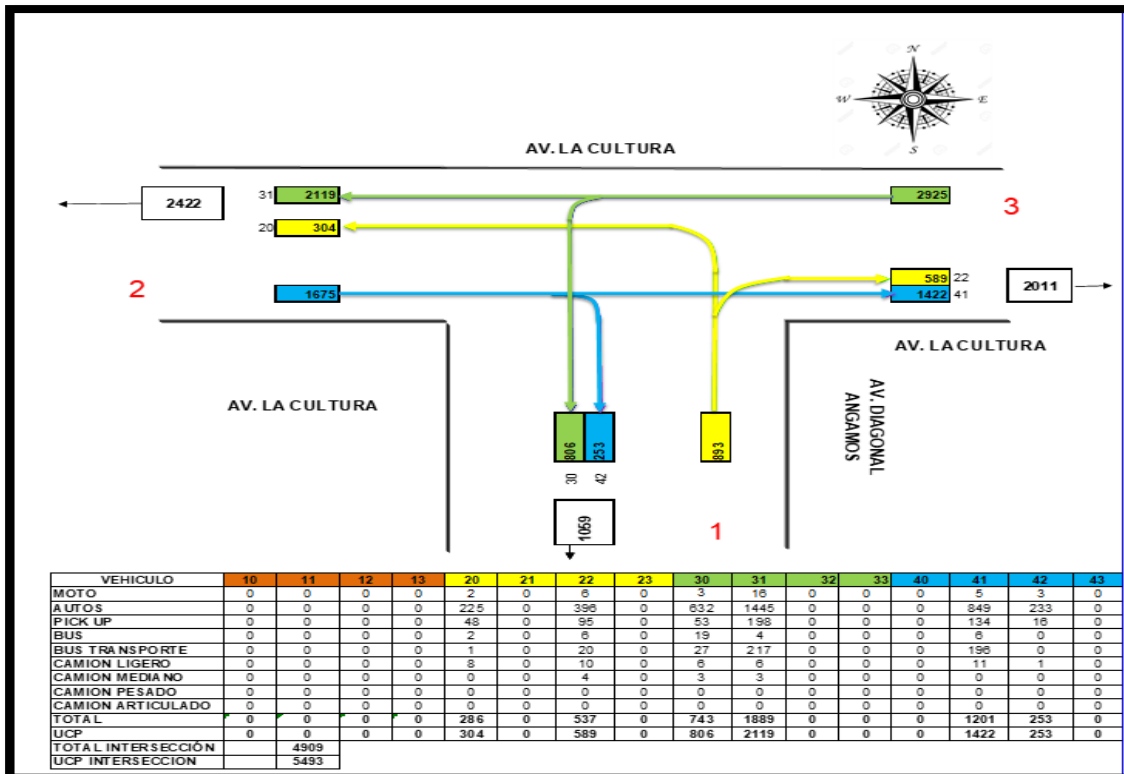 N
W E
S
AV. LA CULTURA
2422 31 2119 2925 3
20 304
2 1675 589 22 2011
1422 41
AV. LA CULTURA
AV. LA CULTURA
AV. DIAGONAL
ANGAMOS
806 253 893
30 42
1059 1
VEHICULO 10 11 12 13 20 21 22 23 30 31 32 33 40 41 42 43
MOTO 0 0 0 0 2 0 6 0 3 16 0 0 0 5 3 0
AUTOS 0 0 0 0 225 0 396 0 632 1445 0 0 0 849 233 0
PICK UP 0 0 0 0 48 0 95 0 53 198 0 0 0 134 16 0
BUS 0 0 0 0 2 0 6 0 19 4 0 0 0 6 0 0
BUS TRANSPORTE 0 0 0 0 1 0 20 0 27 217 0 0 0 196 0 0
CAMION LIGERO 0 0 0 0 8 0 10 0 6 6 0 0 0 11 1 0
CAMION MEDIANO 0 0 0 0 0 0 4 0 3 3 0 0 0 0 0 0
CAMION PESADO 0 0 0 0 0 0 0 0 0 0 0 0 0 0 0 0
CAMION ARTICULADO 0 0 0 0 0 0 0 0 0 0 0 0 0 0 0 0
TOTAL 0 0 0 0 286 0 537 0 743 1889 0 0 0 1201 253 0
UCP 0 0 0 0 304 0 589 0 806 2119 0 0 0 1422 253 0
TOTAL INTERSECCIÓN 4909
UCP INTERSECCION 5493